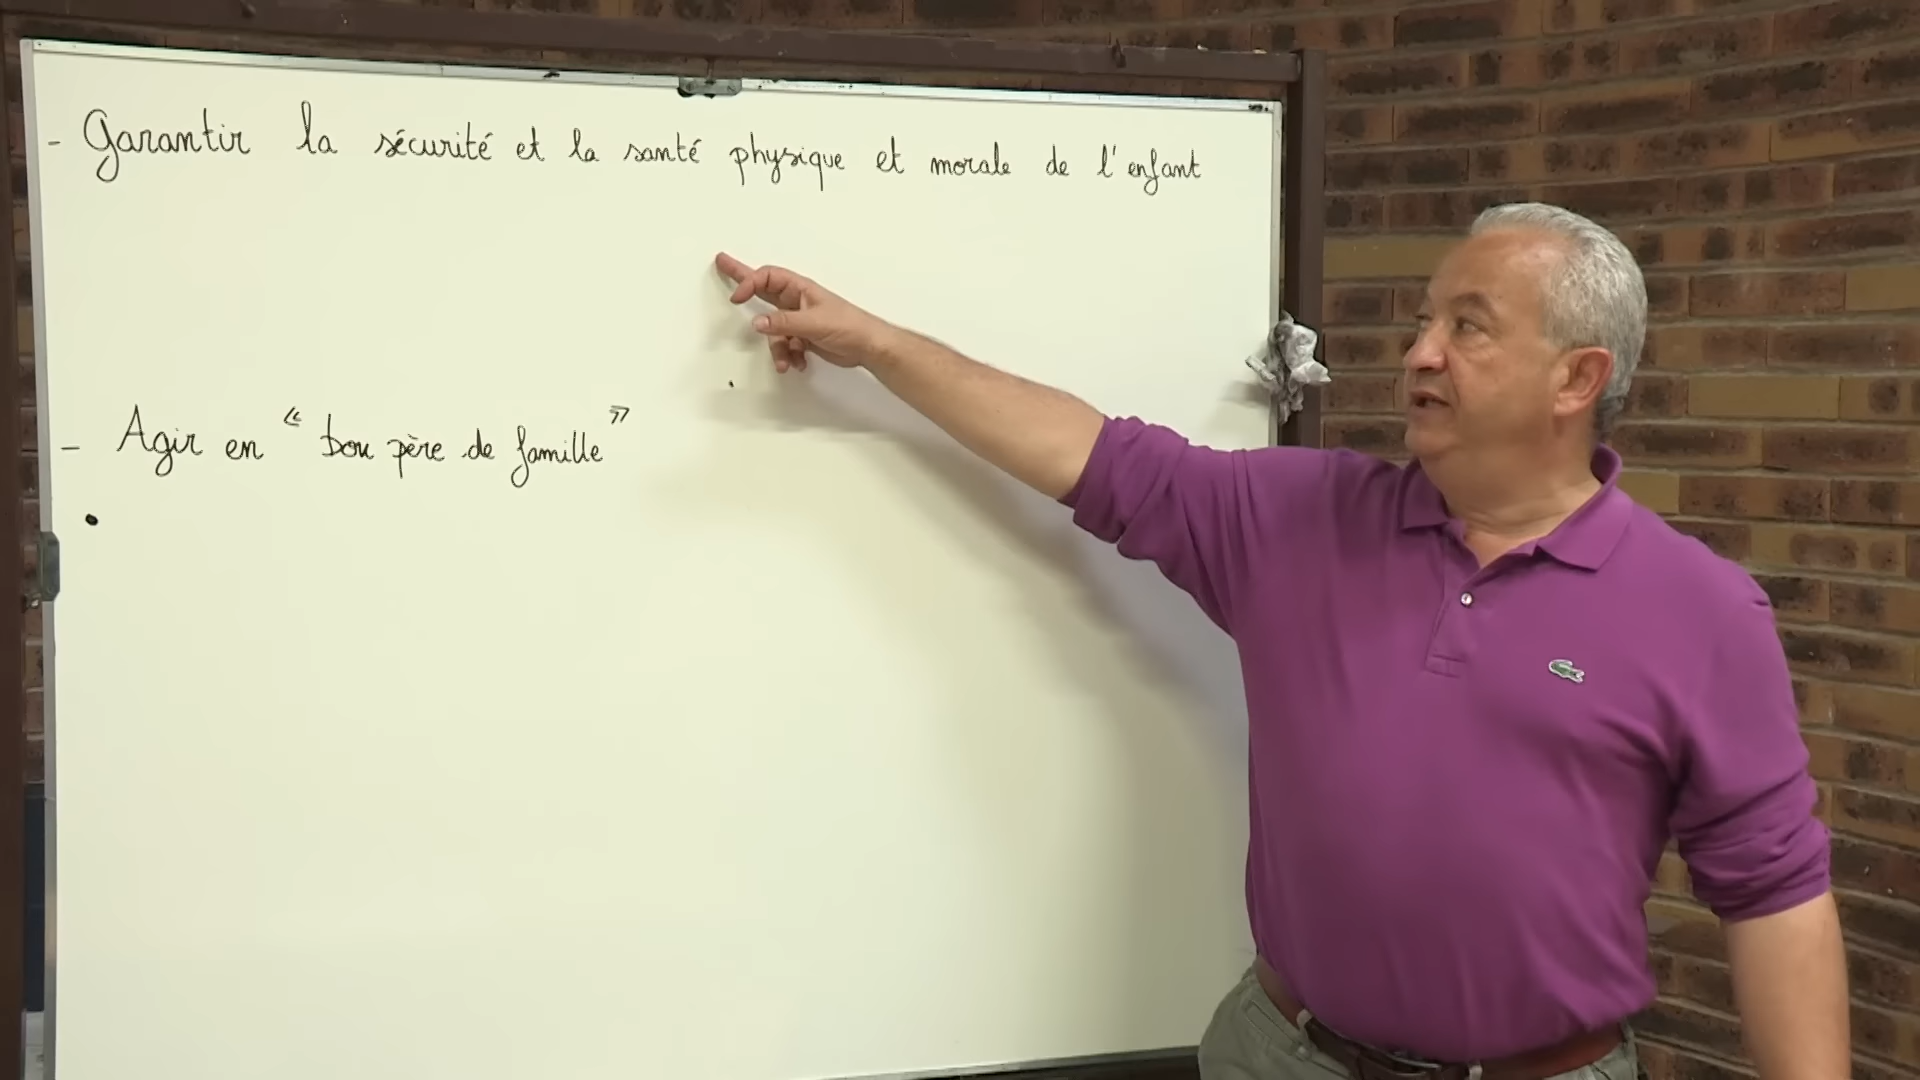 - Garantir la sécurité et la santé physique et morale de l'enfant
- Agir en "bon père de famille"